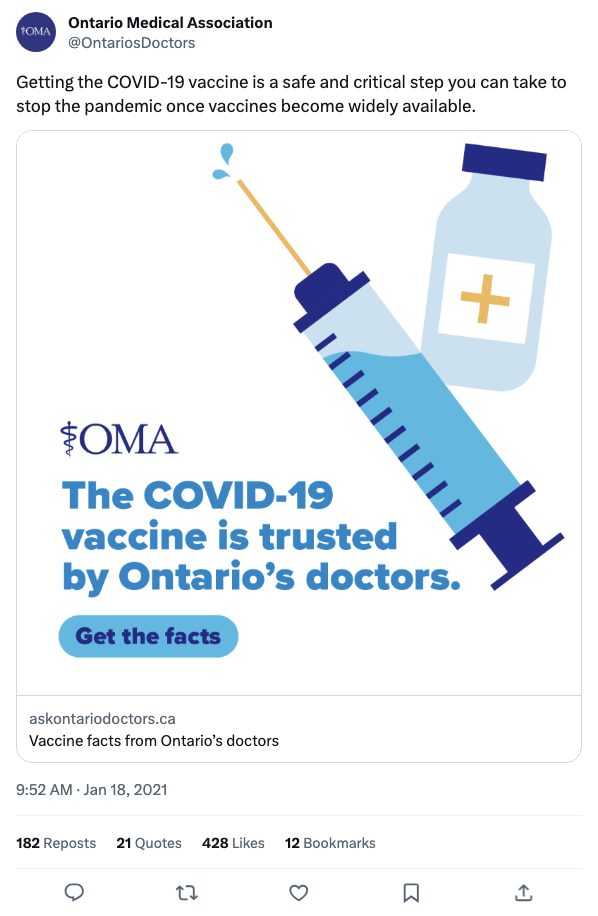 OMA
Ontario Medical Association
@OntariosDoctors
Getting the COVID-19 vaccine is a safe and critical step you can take to
stop the pandemic once vaccines become widely available.
OMA
The COVID-19
vaccine is trusted
by Ontario's doctors.
Get the facts
askontariodoctors.ca
Vaccine facts from Ontario's doctors
9:52 AM · Jan 18, 2021
182 Reposts 21 Quotes 428 Likes 12 Bookmarks